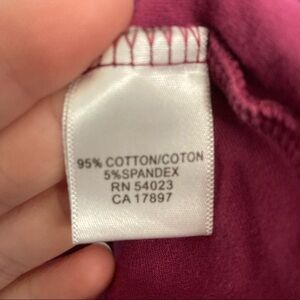 95% COTTON/COTON
5%SPANDEX
RN 54023
CA 17897